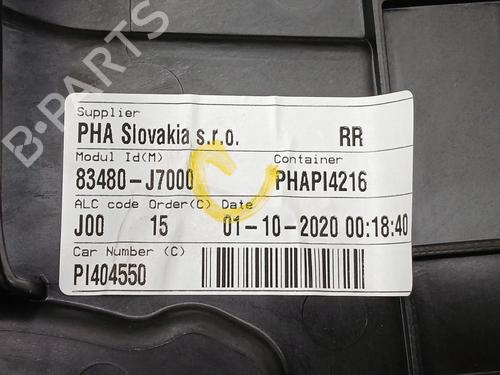 B-PARTS
Supplier
PHA Slovakia s.r.o. RR
Modul Id(M) Container
83480-J7000 PHAPI4216
ALC code Order(C) Date
J00 15 01-10-2020 00:18:40
Car Number (C)
PI404550